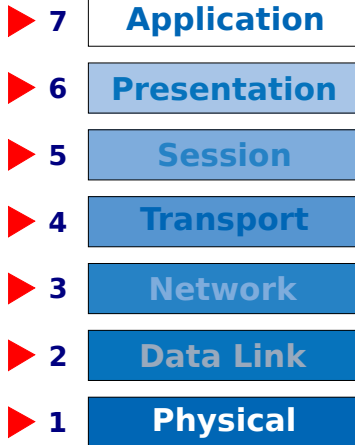 7 Application
6 Presentation
5 Session
4 Transport
3 Network
2 Data Link
1 Physical